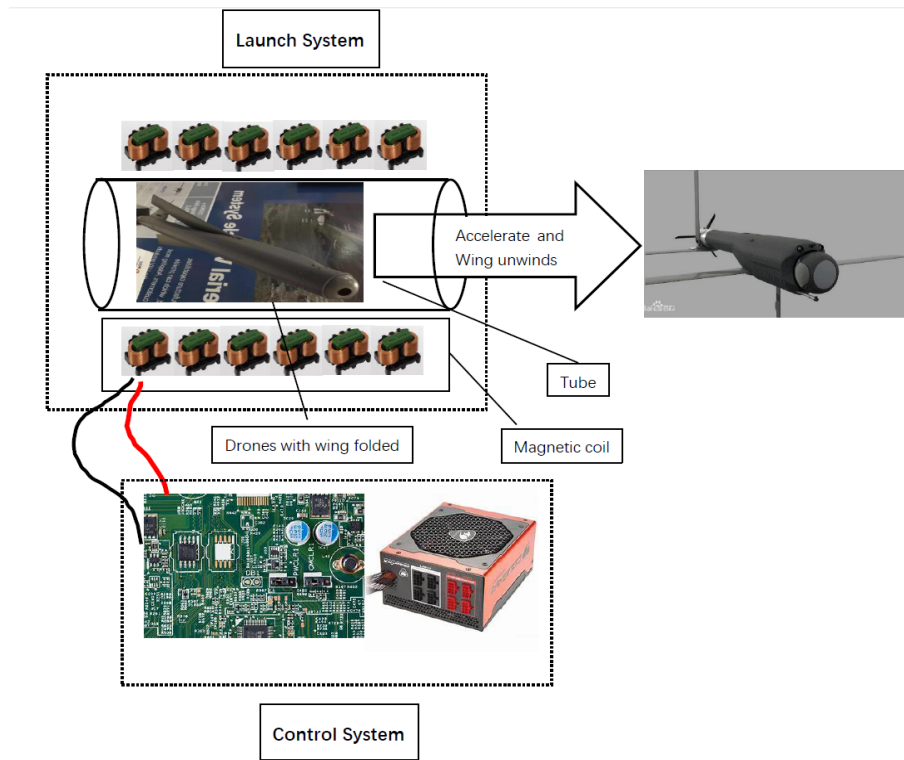 Launch System
Accelerate and
Wing unwinds
Tube
Drones with wing folded
Magnetic coil
Control System